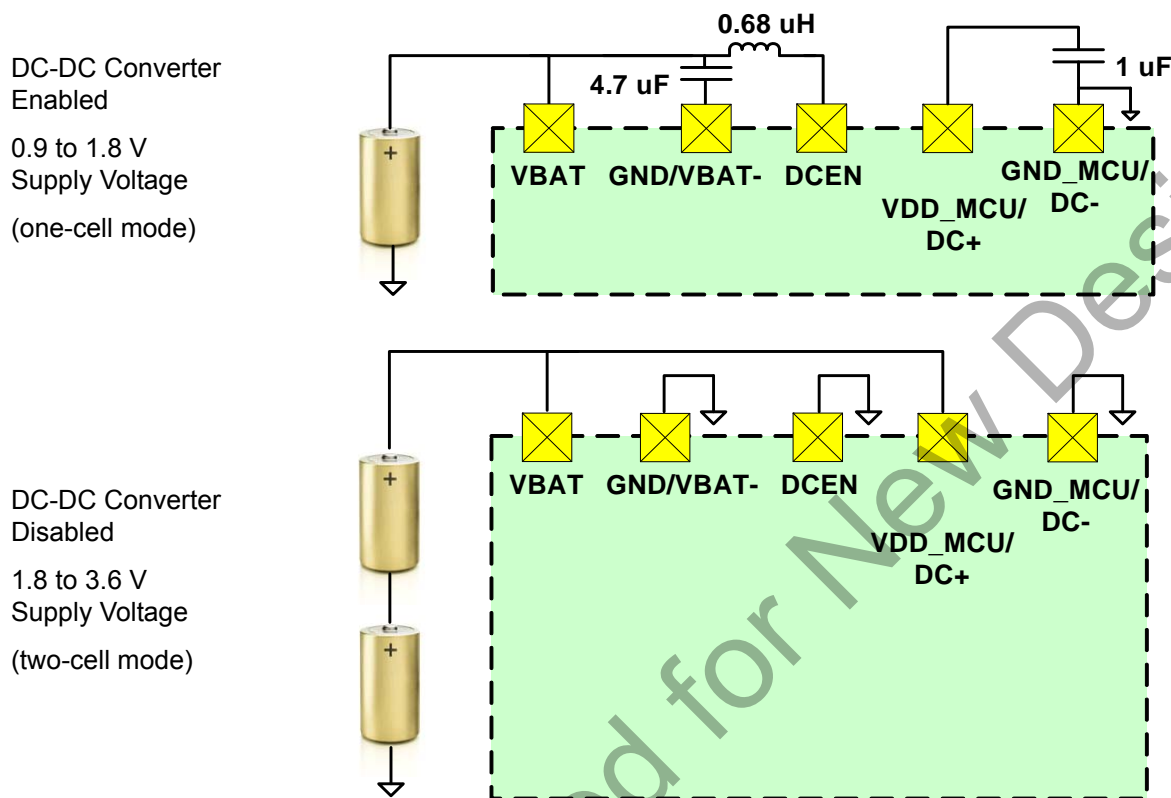 DC-DC Converter
Enabled
0.9 to 1.8 V
Supply Voltage
(one-cell mode)
0.68 uH
4.7 uF
1 uF
+
VBAT
GND/VBAT-
DCEN
VDD_MCU/
DC+
GND_MCU/
DC-
DC-DC Converter
Disabled
1.8 to 3.6 V
Supply Voltage
(two-cell mode)
+
+
VBAT
GND/VBAT-
DCEN
VDD_MCU/
DC+
GND_MCU/
DC-
for New